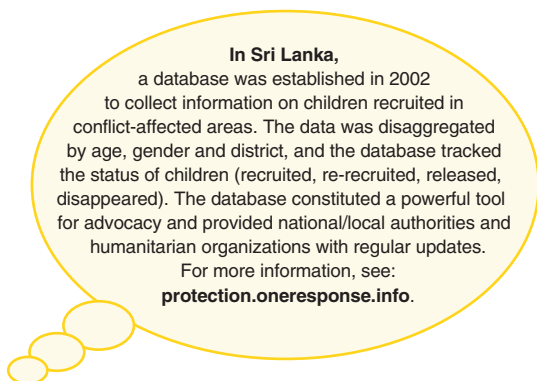 In Sri Lanka,
a database was established in 2002
to collect information on children recruited in
conflict-affected areas. The data was disaggregated
by age, gender and district, and the database tracked
the status of children (recruited, re-recruited, released,
disappeared). The database constituted a powerful tool
for advocacy and provided national/local authorities and
humanitarian organizations with regular updates.
For more information, see:
protection.oneresponse.info.